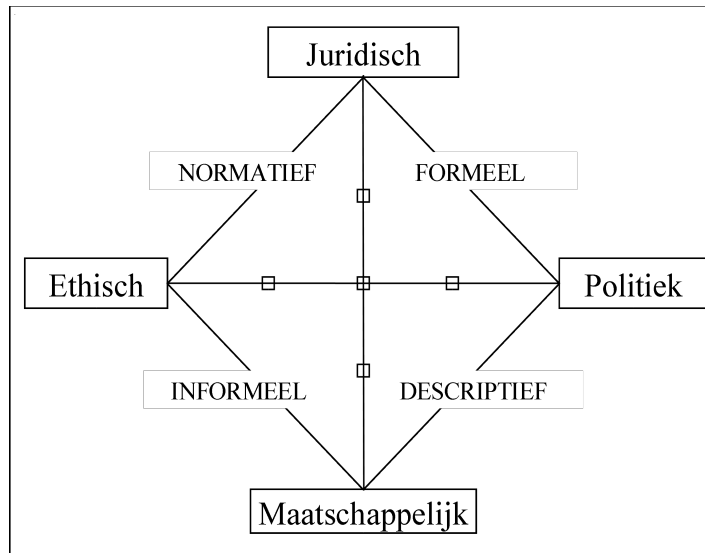 Juridisch
NORMATIEF
FORMEEL
Ethisch
Politiek
INFORMEEL
DESCRIPTIEF
Maatschappelijk